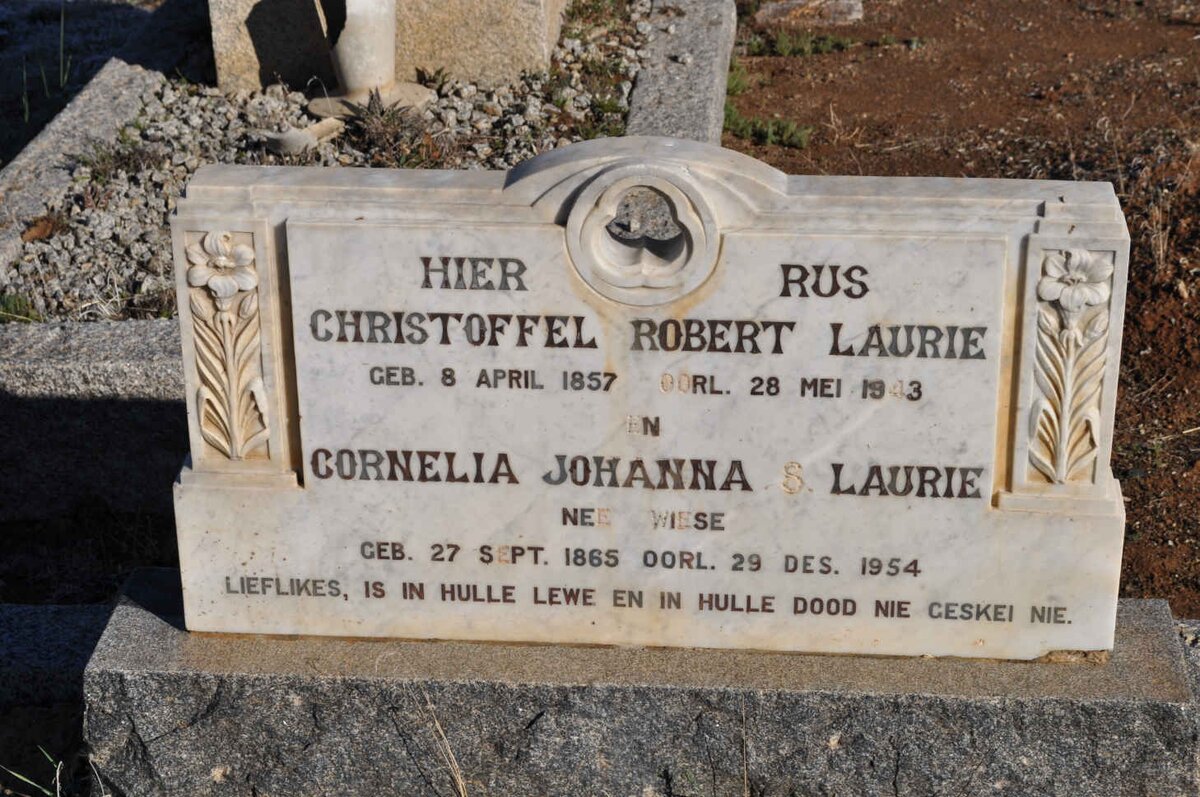 HIER RUS
CHRISTOFFEL ROBERT LAURIE
GEB. 8 APRIL 1857 OORL. 28 MEI 1943
EN
CORNELIA JOHANNA S. LAURIE
NEE WIESE
GEB. 27 SEPT. 1865 OORL. 29 DES. 1954
LIEFLIKES, IS IN HULLE LEWE EN IN HULLE DOOD NIE GESKEI NIE.